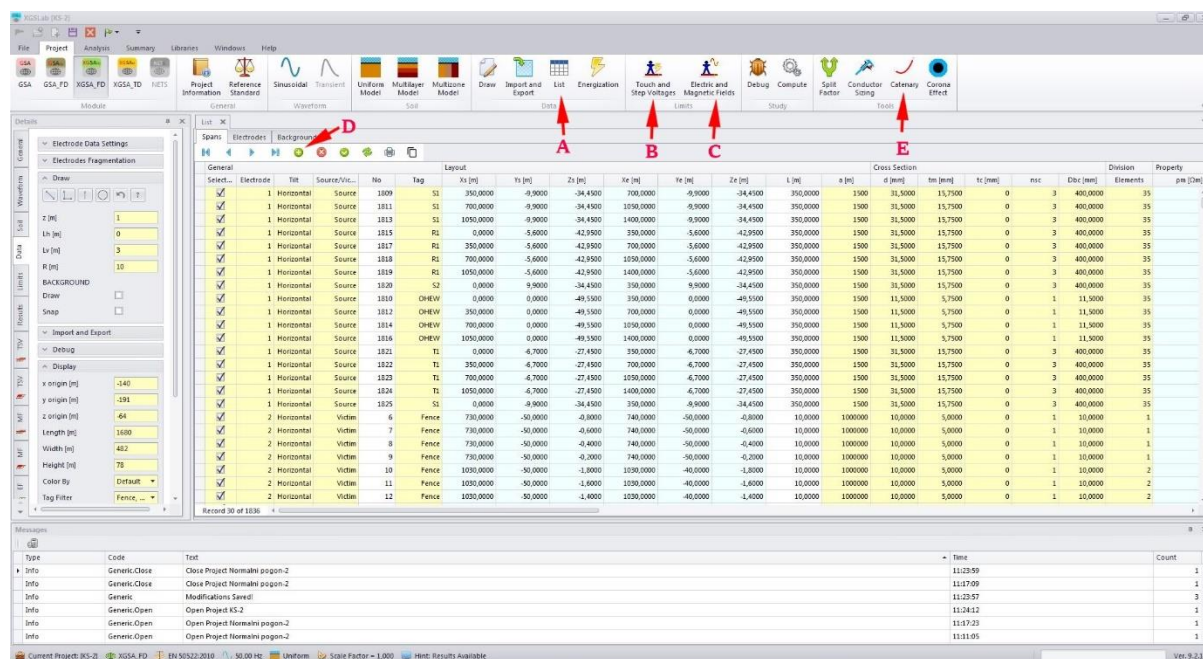 XGSLab [KS-2]
File Project Analysis Summary Libraries Windows Help
GSA GSA_FD XGSA_FD XGSA_TD NETS Project Information Reference Standard Sinusoidal Transient Uniform Model Multilayer Model Multizone Model Draw Import and Export List Energization Touch and Step Voltages Electric and Magnetic Fields Debug Compute Split Factor Conductor Sizing Catenary Corona Effect
Module General Waveform Soil Data Limits Study Tools
A B C D E
Details
General
Waveform
Soil
Data
Limits
Results
TSV
TSV
MT
MF
Electrode Data Settings
Electrodes Fragmentation
Draw
z [m] 1
Lh [m] 0
Lv [m] 3
R [m] 10
BACKGROUND
Draw
Snap
Import and Export
Debug
Display
x origin [m] -140
y origin [m] -191
z origin [m] -64
Length [m] 1680
Width [m] 482
Height [m] 78
Color By Default
Tag Filter Fence, ...
List
Spans Electrodes Background
General Layout Cross Section Division Property
Select... Electrode Tilt Source/Vic... No Tag Xs [m] Ys [m] Zs [m] Xe [m] Ye [m] Ze [m] L [m] a [m] d [mm] tm [mm] tc [mm] nsc Dbc [mm] Elements
1 Horizontal Source 1809 S1 350,0000 -9,9000 -34,4500 700,0000 -9,9000 -34,4500 350,0000 1500 31,5000 15,7500 0 3 400,0000 35
1 Horizontal Source 1811 S1 700,0000 -9,9000 -34,4500 1050,0000 -9,9000 -34,4500 350,0000 1500 31,5000 15,7500 0 3 400,0000 35
1 Horizontal Source 1813 S1 1050,0000 -9,9000 -34,4500 1400,0000 -9,9000 -34,4500 350,0000 1500 31,5000 15,7500 0 3 400,0000 35
1 Horizontal Source 1815 R1 0,0000 -5,6000 -42,9500 350,0000 -5,6000 -42,9500 350,0000 1500 31,5000 15,7500 0 3 400,0000 35
1 Horizontal Source 1817 R1 350,0000 -5,6000 -42,9500 700,0000 -5,6000 -42,9500 350,0000 1500 31,5000 15,7500 0 3 400,0000 35
1 Horizontal Source 1818 R1 700,0000 -5,6000 -42,9500 1050,0000 -5,6000 -42,9500 350,0000 1500 31,5000 15,7500 0 3 400,0000 35
1 Horizontal Source 1819 R1 1050,0000 -5,6000 -42,9500 1400,0000 -5,6000 -42,9500 350,0000 1500 31,5000 15,7500 0 3 400,0000 35
1 Horizontal Source 1820 S2 0,0000 9,9000 -34,4500 350,0000 9,9000 -34,4500 350,0000 1500 31,5000 15,7500 0 3 400,0000 35
1 Horizontal Source 1810 OHEW 0,0000 0,0000 -49,5500 350,0000 0,0000 -49,5500 350,0000 1500 11,5000 5,7500 0 1 11,5000 35
1 Horizontal Source 1812 OHEW 350,0000 0,0000 -49,5500 700,0000 0,0000 -49,5500 350,0000 1500 11,5000 5,7500 0 1 11,5000 35
1 Horizontal Source 1814 OHEW 700,0000 0,0000 -49,5500 1050,0000 0,0000 -49,5500 350,0000 1500 11,5000 5,7500 0 1 11,5000 35
1 Horizontal Source 1816 OHEW 1050,0000 0,0000 -49,5500 1400,0000 0,0000 -49,5500 350,0000 1500 11,5000 5,7500 0 1 11,5000 35
1 Horizontal Source 1821 T1 0,0000 -6,7000 -27,4500 350,0000 -6,7000 -27,4500 350,0000 1500 31,5000 15,7500 0 3 400,0000 35
1 Horizontal Source 1822 T1 350,0000 -6,7000 -27,4500 700,0000 -6,7000 -27,4500 350,0000 1500 31,5000 15,7500 0 3 400,0000 35
1 Horizontal Source 1823 T1 700,0000 -6,7000 -27,4500 1050,0000 -6,7000 -27,4500 350,0000 1500 31,5000 15,7500 0 3 400,0000 35
1 Horizontal Source 1824 T1 1050,0000 -6,7000 -27,4500 1400,0000 -6,7000 -27,4500 350,0000 1500 31,5000 15,7500 0 3 400,0000 35
1 Horizontal Source 1825 S1 0,0000 -9,9000 -34,4500 350,0000 -9,9000 -34,4500 350,0000 1500 31,5000 15,7500 0 3 400,0000 35
2 Horizontal Victim 6 Fence 730,0000 -50,0000 -0,8000 740,0000 -50,0000 -0,8000 10,0000 1000000 10,0000 5,0000 0 1 10,0000 1
2 Horizontal Victim 7 Fence 730,0000 -50,0000 -0,6000 740,0000 -50,0000 -0,6000 10,0000 1000000 10,0000 5,0000 0 1 10,0000 1
2 Horizontal Victim 8 Fence 730,0000 -50,0000 -0,4000 740,0000 -50,0000 -0,4000 10,0000 1000000 10,0000 5,0000 0 1 10,0000 1
2 Horizontal Victim 9 Fence 730,0000 -50,0000 -0,2000 740,0000 -50,0000 -0,2000 10,0000 1000000 10,0000 5,0000 0 1 10,0000 1
2 Horizontal Victim 10 Fence 1030,0000 -50,0000 -1,8000 1030,0000 -40,0000 -1,8000 10,0000 1000000 10,0000 5,0000 0 1 10,0000 2
2 Horizontal Victim 11 Fence 1030,0000 -50,0000 -1,6000 1030,0000 -40,0000 -1,6000 10,0000 1000000 10,0000 5,0000 0 1 10,0000 2
2 Horizontal Victim 12 Fence 1030,0000 -50,0000 -1,4000 1030,0000 -40,0000 -1,4000 10,0000 1000000 10,0000 5,0000 0 1 10,0000 2
Record 30 of 1836
Messages
Type Code Text Time Count
Info Generic.Close Close Project Normalni pogon-2 11:23:59 1
Info Generic.Close Close Project Normalni pogon-2 11:17:09 1
Info Generic Modifications Saved! 11:23:57 3
Info Generic.Open Open Project KS-2 11:24:12 1
Info Generic.Open Open Project Normalni pogon-2 11:17:23 1
Info Generic.Open Open Project Normalni pogon-2 11:11:05 1
Current Project: [KS-2] XGSA_FD EN 50522:2010 50.00 Hz Uniform Scale Factor = 1.000 Hint: Results Available